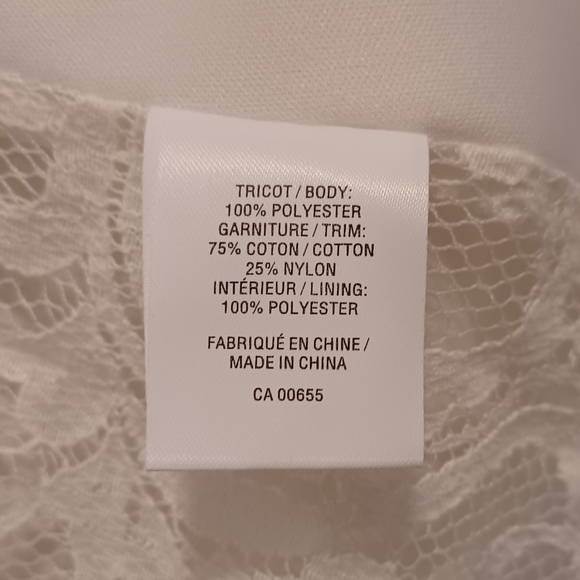 TRICOT / BODY:
100% POLYESTER
GARNITURE / TRIM:
75% COTON / COTTON
25% NYLON
INTÉRIEUR / LINING:
100% POLYESTER
FABRIQUÉ EN CHINE /
MADE IN CHINA
CA 00655